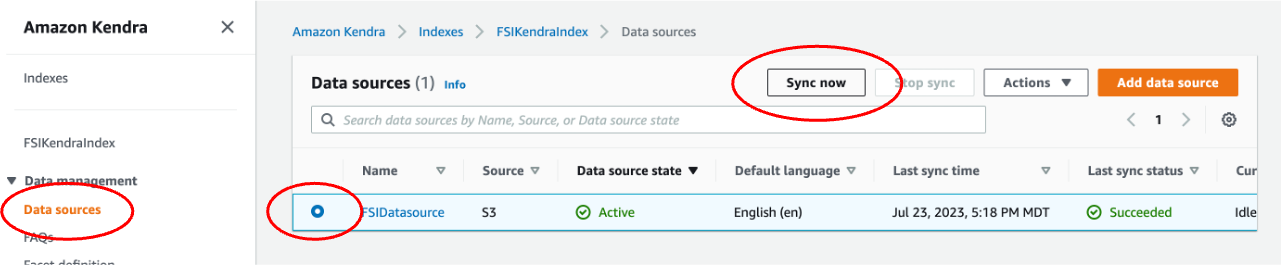 Amazon Kendra
Indexes
FSIKendraIndex
Data management
Data sources
FAQs
Facet definition
Amazon Kendra > Indexes > FSIKendraIndex > Data sources
Data sources (1) Info
Sync now Stop sync Actions Add data source
Search data sources by Name, Source, or Data source state
1
Name Source Data source state Default language Last sync time Last sync status Cur
FSIDatasource S3 Active English (en) Jul 23, 2023, 5:18 PM MDT Succeeded Idle